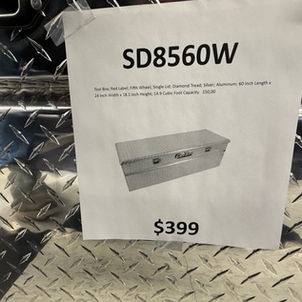 SD8560W
Tool Box; Red Label; Fifth Wheel; Single Lid; Diamond Tread; Silver; Aluminum; 60 Inch Length x
24 Inch Width x 18.1 Inch Height; 14.9 Cubic Foot Capacity
$399